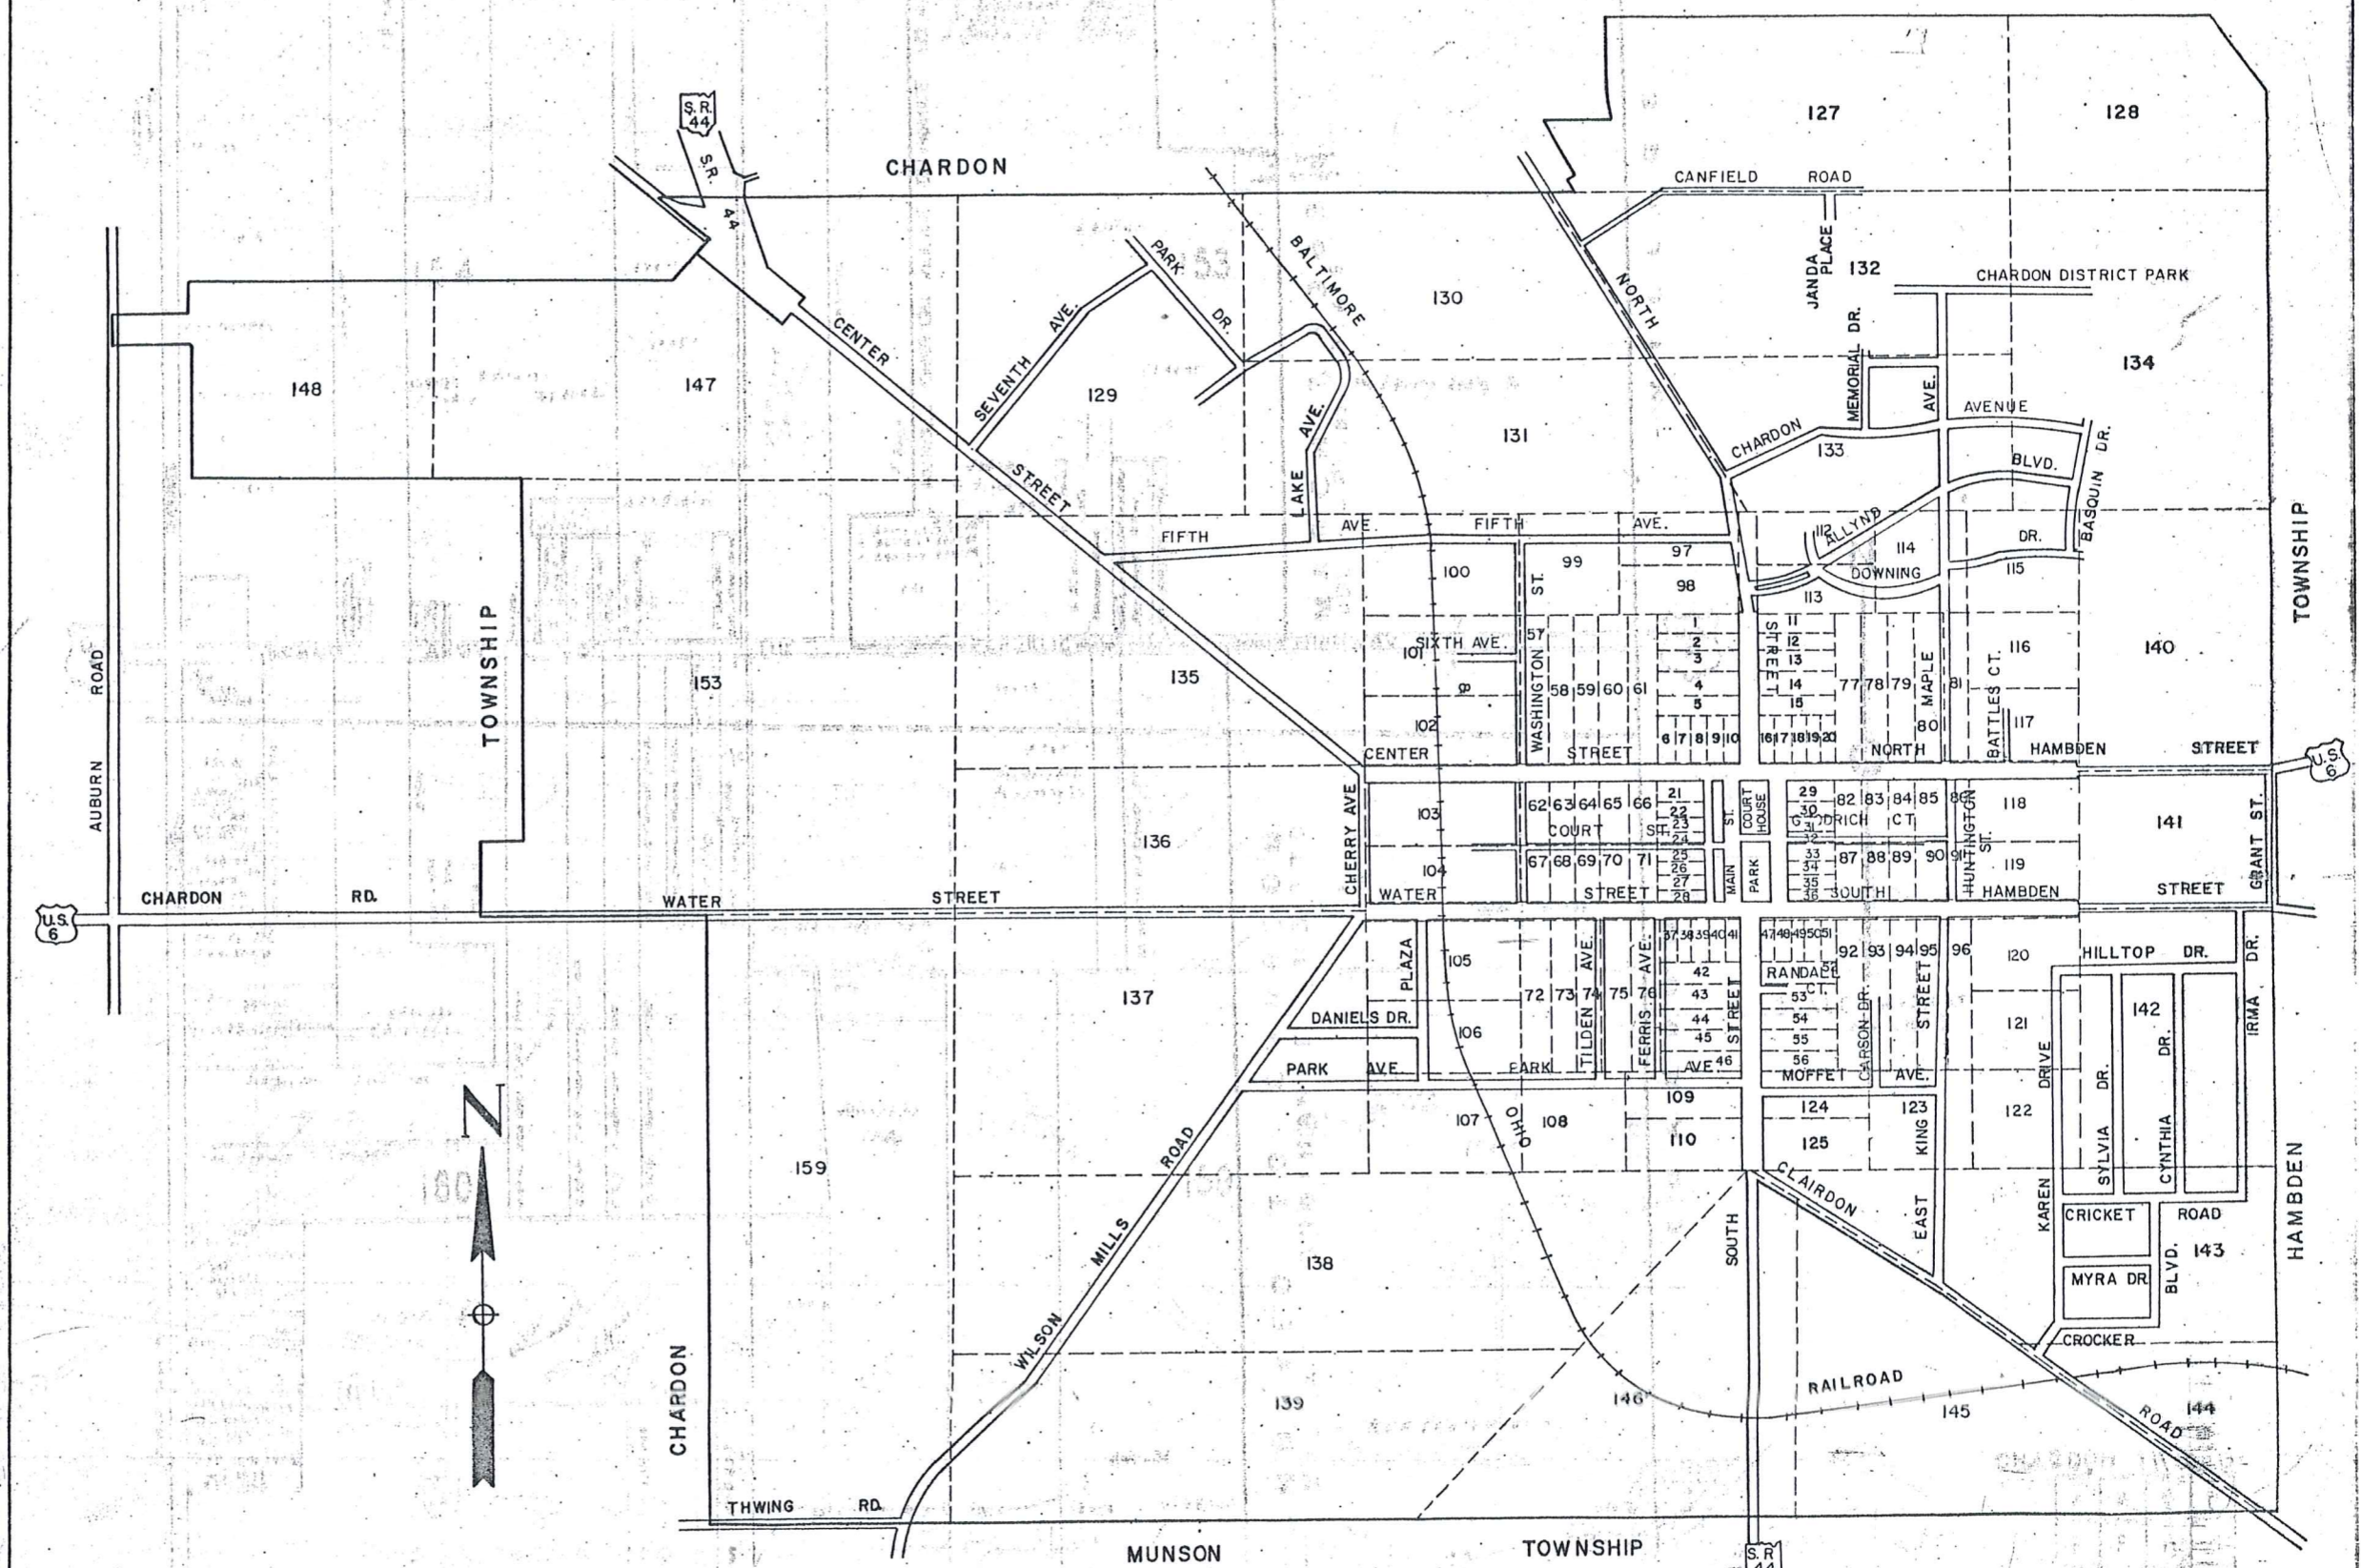 127
128
S.R.
44
S.R.
44
CHARDON
CANFIELD ROAD
JANDA
PLACE
132
CHARDON DISTRICT PARK
PARK
DR.
BALTIMORE
130
NORTH
SEVENTH AVE.
CENTER
148
147
129
131
134
MEMORIAL DR.
AVE.
AVENUE
CHARDON
133
BLVD.
BASQUIN DR.
LAKE AVE.
STREET
FIFTH AVE.
FIFTH AVE.
112
ALLYND
114
DR.
TOWNSHIP
97
99
100
98
DOWNING
115
113
ST.
AUBURN ROAD
TOWNSHIP
153
135
SIXTH AVE.
101
57
WASHINGTON
58 59 60 61
1
2
3
4
5
6 7 8 9 10
STREET
11
12
13
14
15
16 17 18 19 20
77 78 79
MAPLE
80
81
116
BATTLES CT.
117
140
102
CENTER STREET
NORTH HAMBDEN STREET
U.S.
6
CHERRY AVE
103
62 63 64 65 66
21
22
23
24
ST.
COURT
HOUSE
29
30
82 83 84 85 86
HUNTINGTON
ST.
118
141
GRANT ST.
136
COURT ST.
CT
104
67 68 69 70 71
25
26
27
28
MAIN
PARK
32
33
34
35
36
87 88 89 90 91
119
CHARDON RD.
WATER STREET
WATER STREET
SOUTH HAMBDEN STREET
U.S.
6
PLAZA
105
72 73 74 75 76
TILDEN AVE.
FERRIS AVE.
37 38 39 40 41
42
43
44
45
46
STREET
47 48 49 50 51
RANDALL
CT.
53
54
55
56
92 93 94 95 96
CARSON DR.
STREET
120
HILLTOP DR.
IRMA DR.
137
DANIELS DR.
106
121
142
PARK AVE.
PARK AVE
MOFFET AVE.
DRIVE
SYLVIA DR.
CYNTHIA DR.
N
107
OHIO
108
109
110
124
123
125
KING
122
159
WILSON MILLS ROAD
138
SOUTH
CLAIRDON
EAST
KAREN
CRICKET ROAD
143
HAMBDEN
MYRA DR
BLVD.
CROCKER
CHARDON
139
146
RAILROAD
145
144
ROAD
THWING RD.
MUNSON TOWNSHIP
S.R
44